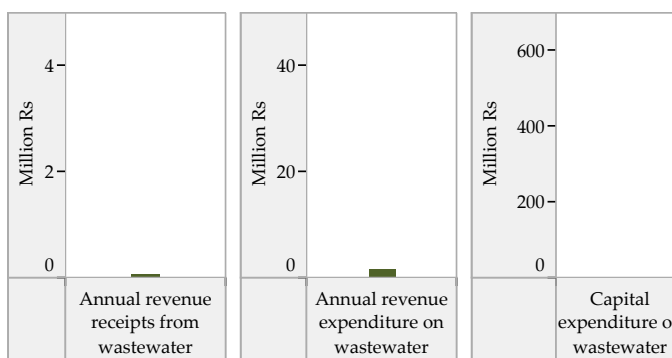 Million Rs
4
2
0
Annual revenue
receipts from
wastewater
Million Rs
40
20
0
Annual revenue
expenditure on
wastewater
Million Rs
600
400
200
0
Capital
expenditure o
wastewater